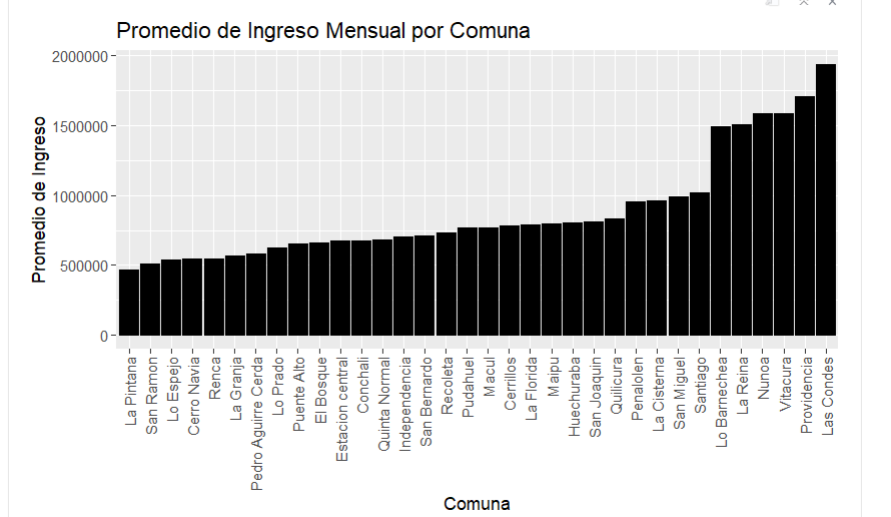 Promedio de Ingreso Mensual por Comuna
Promedio de Ingreso
2000000
1500000
1000000
500000
0
La Pintana
San Ramon
Lo Espejo
Cerro Navia
Renca
La Granja
Pedro Aguirre Cerda
Lo Prado
Puente Alto
El Bosque
Estacion central
Conchali
Quinta Normal
Independencia
San Bernardo
Recoleta
Pudahuel
Macul
Cerrillos
La Florida
Maipu
Huechuraba
San Joaquin
Quilicura
Penalolen
La Cisterna
San Miguel
Santiago
Lo Barnechea
La Reina
Nunoa
Vitacura
Providencia
Las Condes
Comuna